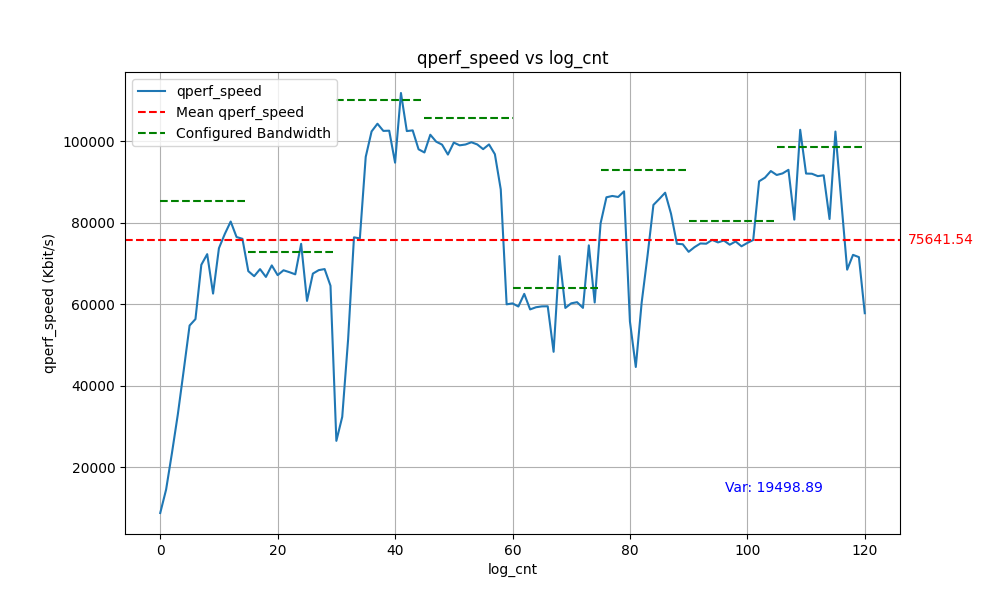 qperf_speed vs log_cnt
qperf_speed
Mean qperf_speed
Configured Bandwidth
qperf_speed (Kbit/s)
100000
80000
60000
40000
20000
75641.54
Var: 19498.89
0 20 40 60 80 100 120
log_cnt